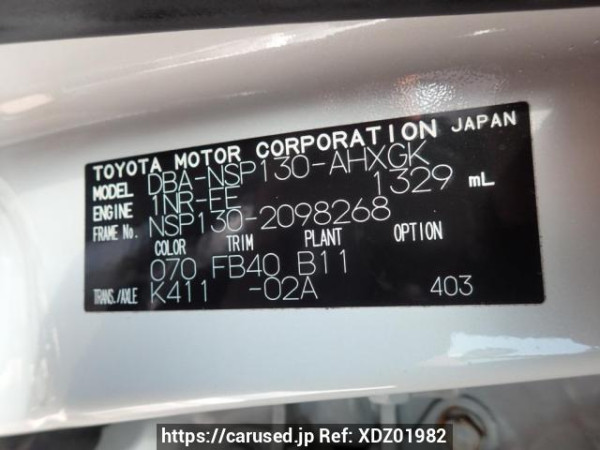 TOYOTA MOTOR CORPORATION JAPAN
MODEL DBA-NSP130-AHXGK
ENGINE 1NR-FE 1329 mL
FRAME No. NSP130-2098268
COLOR TRIM PLANT OPTION
070 FB40 B11
TRANS./AXLE K411 -02A 403
https://carused.jp Ref: XDZ01982